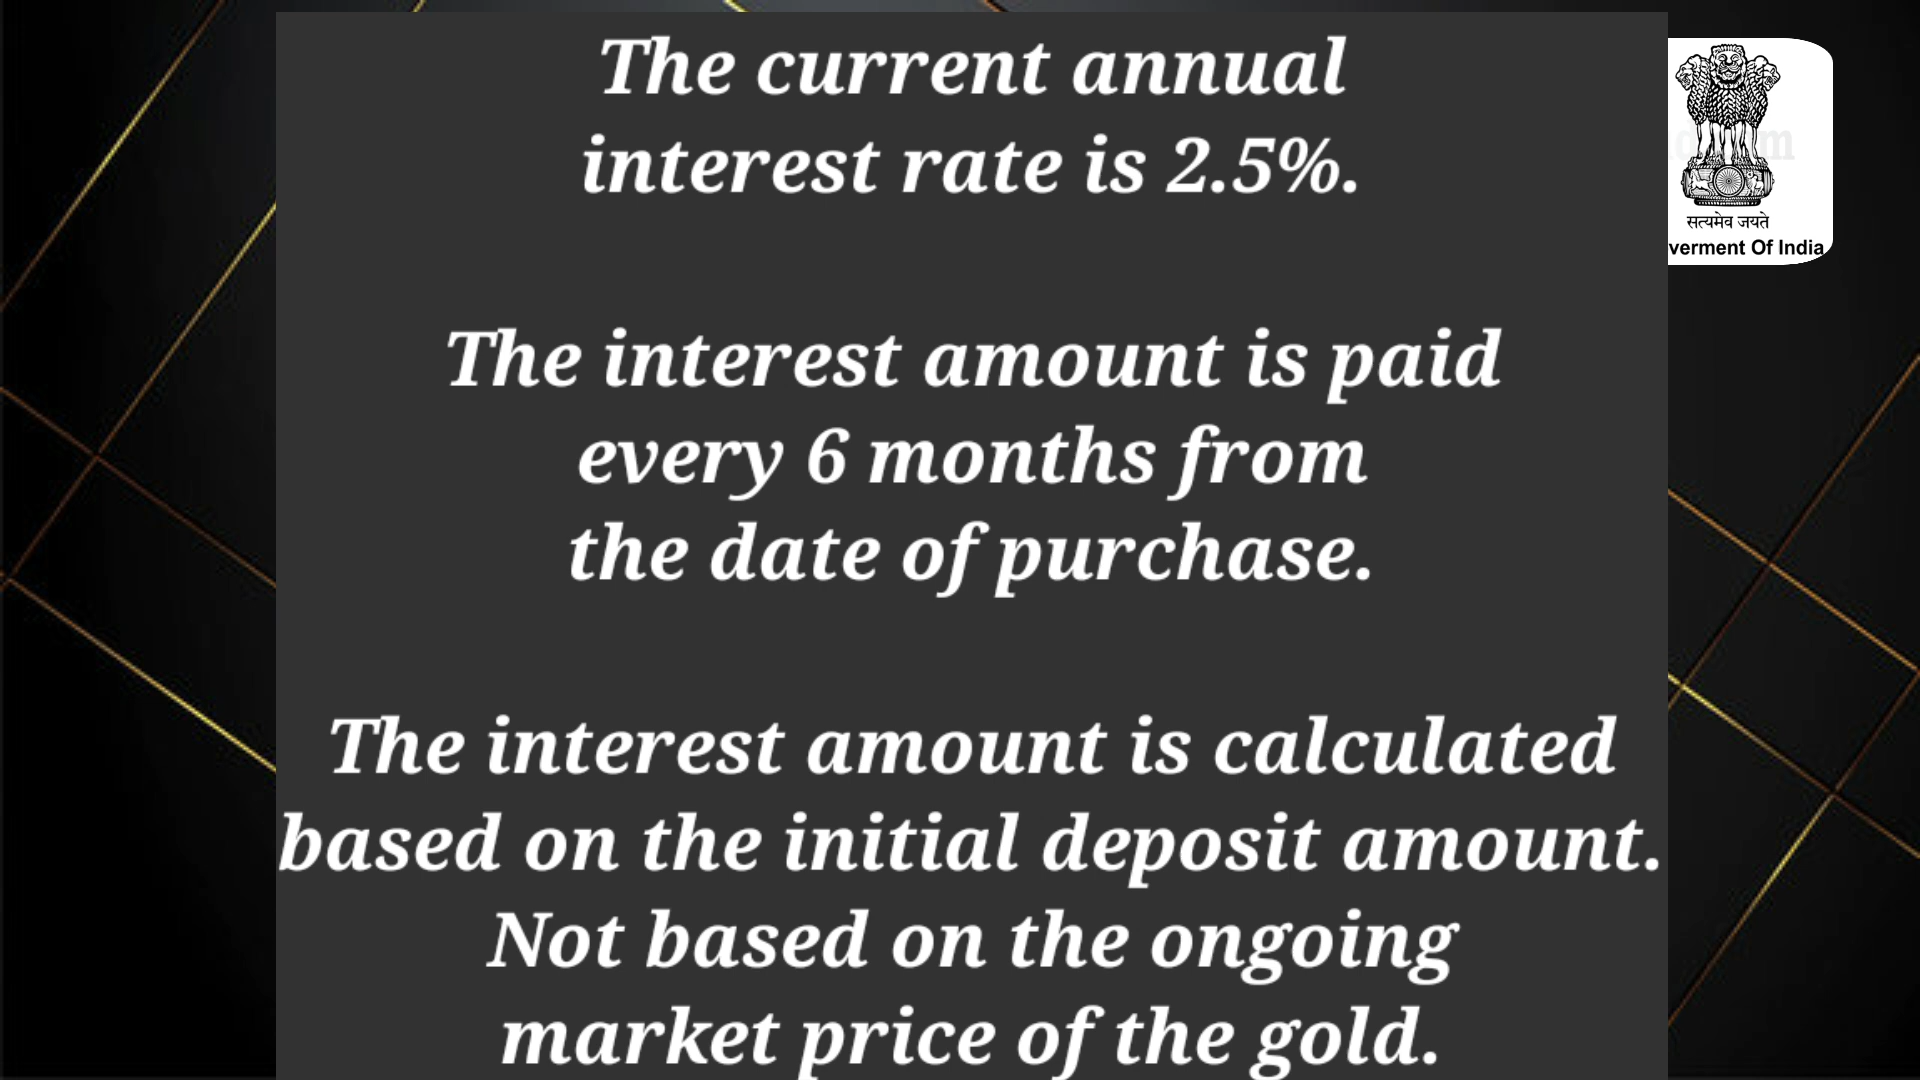 The current annual
interest rate is 2.5%.
The interest amount is paid
every 6 months from
the date of purchase.
The interest amount is calculated
based on the initial deposit amount.
Not based on the ongoing
market price of the gold.
सत्यमेव जयते
verment Of India